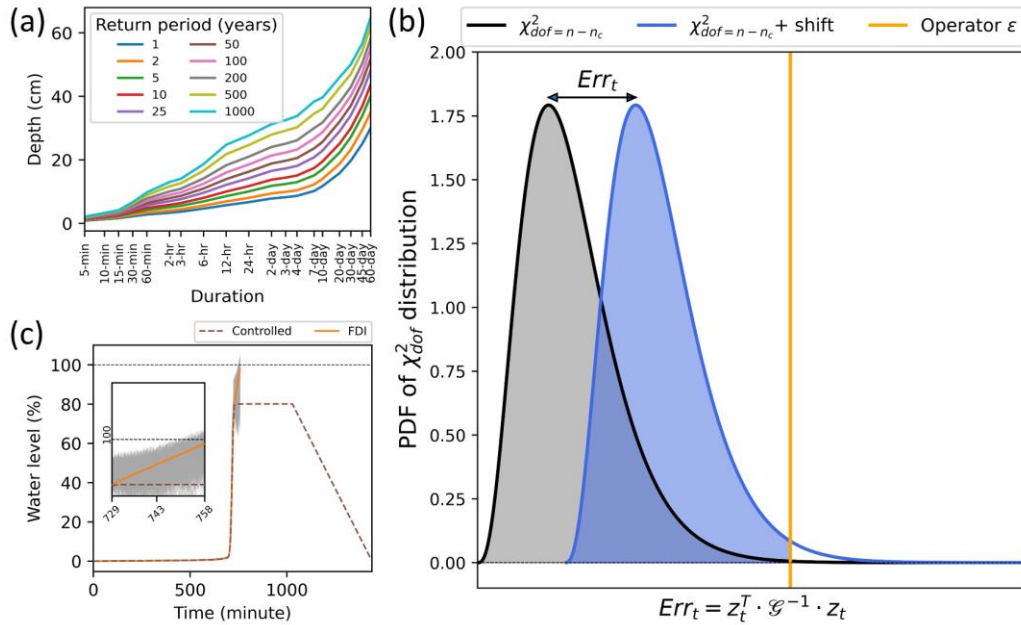 (a)
Return period (years)
1
2
5
10
25
50
100
200
500
1000
Depth (cm)
60
40
20
0
5-min
10-min
15-min
30-min
60-min
2-hr
3-hr
6-hr
12-hr
24-hr
2-day
3-day
4-day
7-day
10-day
20-day
30-day
45-day
60-day
Duration
(b)
χ²dof = n − nc
χ²dof = n − nc + shift
Operator ε
PDF of χ²dof distribution
2.00
1.75
1.50
1.25
1.00
0.75
0.50
0.25
0.00
Errt
Errt = ztT · 𝒢−1 · zt
(c)
Controlled
FDI
Water level (%)
100
80
60
40
20
0
100
729
743
758
0
500
1000
Time (minute)